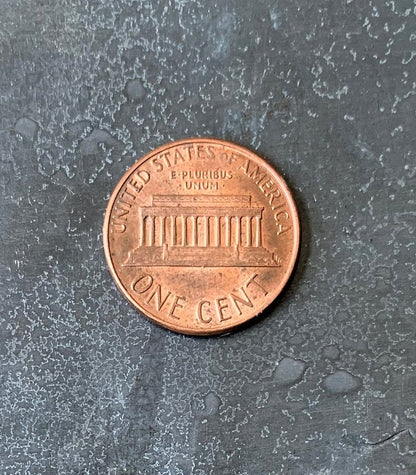 UNITED STATES OF AMERICA
E·PLURIBUS
·UNUM·
ONE CENT